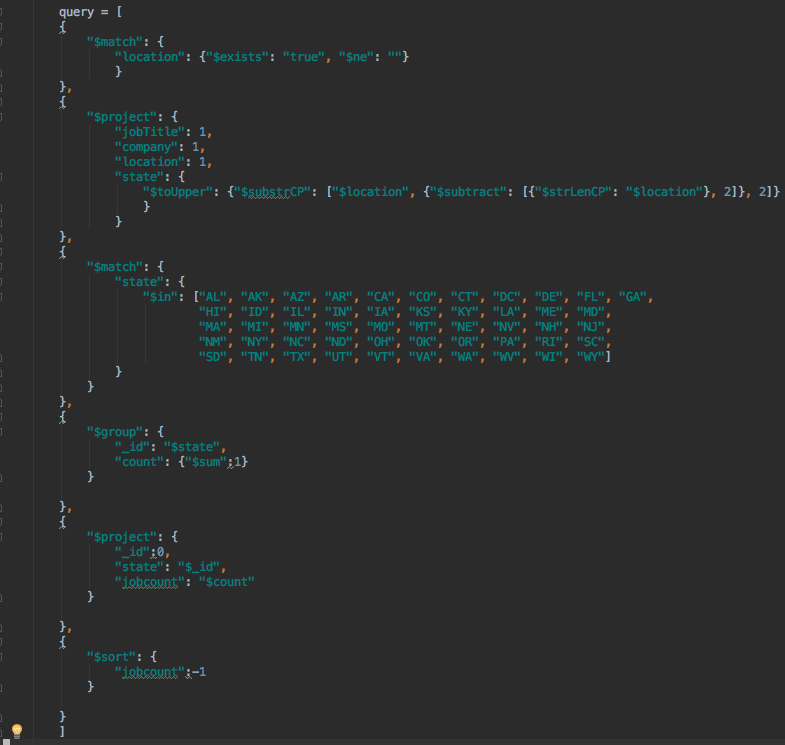 query = [
{
"$match": {
"location": {"$exists": "true", "$ne": ""}
}
},
{
"$project": {
"jobTitle": 1,
"company": 1,
"location": 1,
"state": {
"$toUpper": {"$substrCP": ["$location", {"$subtract": [{"$strLenCP": "$location"}, 2]}, 2]}
}
}
},
{
"$match": {
"state": {
"$in": ["AL", "AK", "AZ", "AR", "CA", "CO", "CT", "DC", "DE", "FL", "GA",
"HI", "ID", "IL", "IN", "IA", "KS", "KY", "LA", "ME", "MD",
"MA", "MI", "MN", "MS", "MO", "MT", "NE", "NV", "NH", "NJ",
"NM", "NY", "NC", "ND", "OH", "OK", "OR", "PA", "RI", "SC",
"SD", "TN", "TX", "UT", "VT", "VA", "WA", "WV", "WI", "WY"]
}
}
},
{
"$group": {
"_id": "$state",
"count": {"$sum":1}
}
},
{
"$project": {
"_id":0,
"state": "$_id",
"jobcount": "$count"
}
},
{
"$sort": {
"jobcount":-1
}
}
]